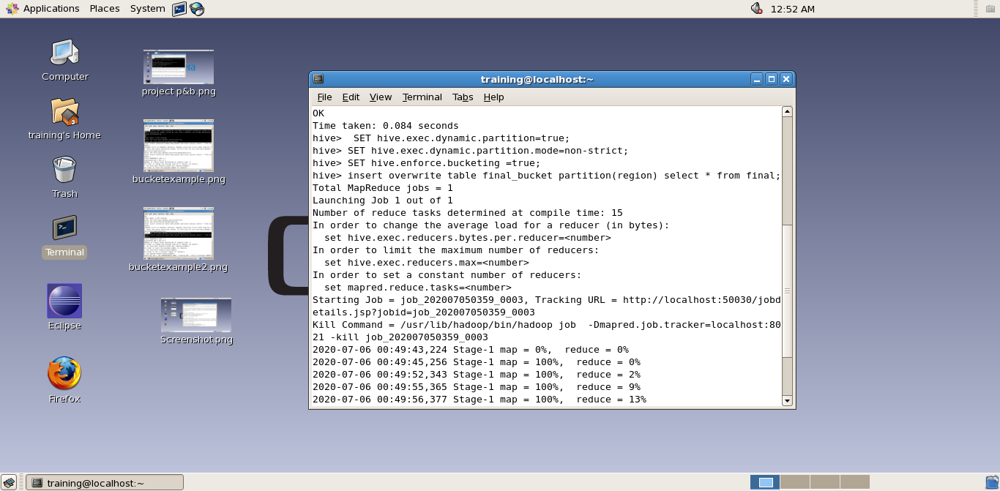 Applications Places System
12:52 AM
Computer
training's Home
Trash
Terminal
Eclipse
Firefox
project p&b.png
bucketexample.png
bucketexample2.png
Screenshot.png
training@localhost:~
File Edit View Terminal Tabs Help
OK
Time taken: 0.084 seconds
hive>  SET hive.exec.dynamic.partition=true;
hive> SET hive.exec.dynamic.partition.mode=non-strict;
hive> SET hive.enforce.bucketing =true;
hive> insert overwrite table final_bucket partition(region) select * from final;
Total MapReduce jobs = 1
Launching Job 1 out of 1
Number of reduce tasks determined at compile time: 15
In order to change the average load for a reducer (in bytes):
  set hive.exec.reducers.bytes.per.reducer=<number>
In order to limit the maximum number of reducers:
  set hive.exec.reducers.max=<number>
In order to set a constant number of reducers:
  set mapred.reduce.tasks=<number>
Starting Job = job_202007050359_0003, Tracking URL = http://localhost:50030/jobd
etails.jsp?jobid=job_202007050359_0003
Kill Command = /usr/lib/hadoop/bin/hadoop job  -Dmapred.job.tracker=localhost:80
21 -kill job_202007050359_0003
2020-07-06 00:49:43,224 Stage-1 map = 0%,  reduce = 0%
2020-07-06 00:49:45,256 Stage-1 map = 100%,  reduce = 0%
2020-07-06 00:49:52,343 Stage-1 map = 100%,  reduce = 2%
2020-07-06 00:49:55,365 Stage-1 map = 100%,  reduce = 9%
2020-07-06 00:49:56,377 Stage-1 map = 100%,  reduce = 13%
training@localhost:~